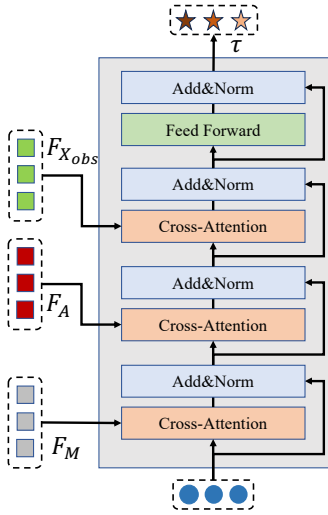 τ
Add&Norm
Feed Forward
F_{X_{obs}}
Add&Norm
Cross-Attention
F_A
Add&Norm
Cross-Attention
Add&Norm
F_M
Cross-Attention